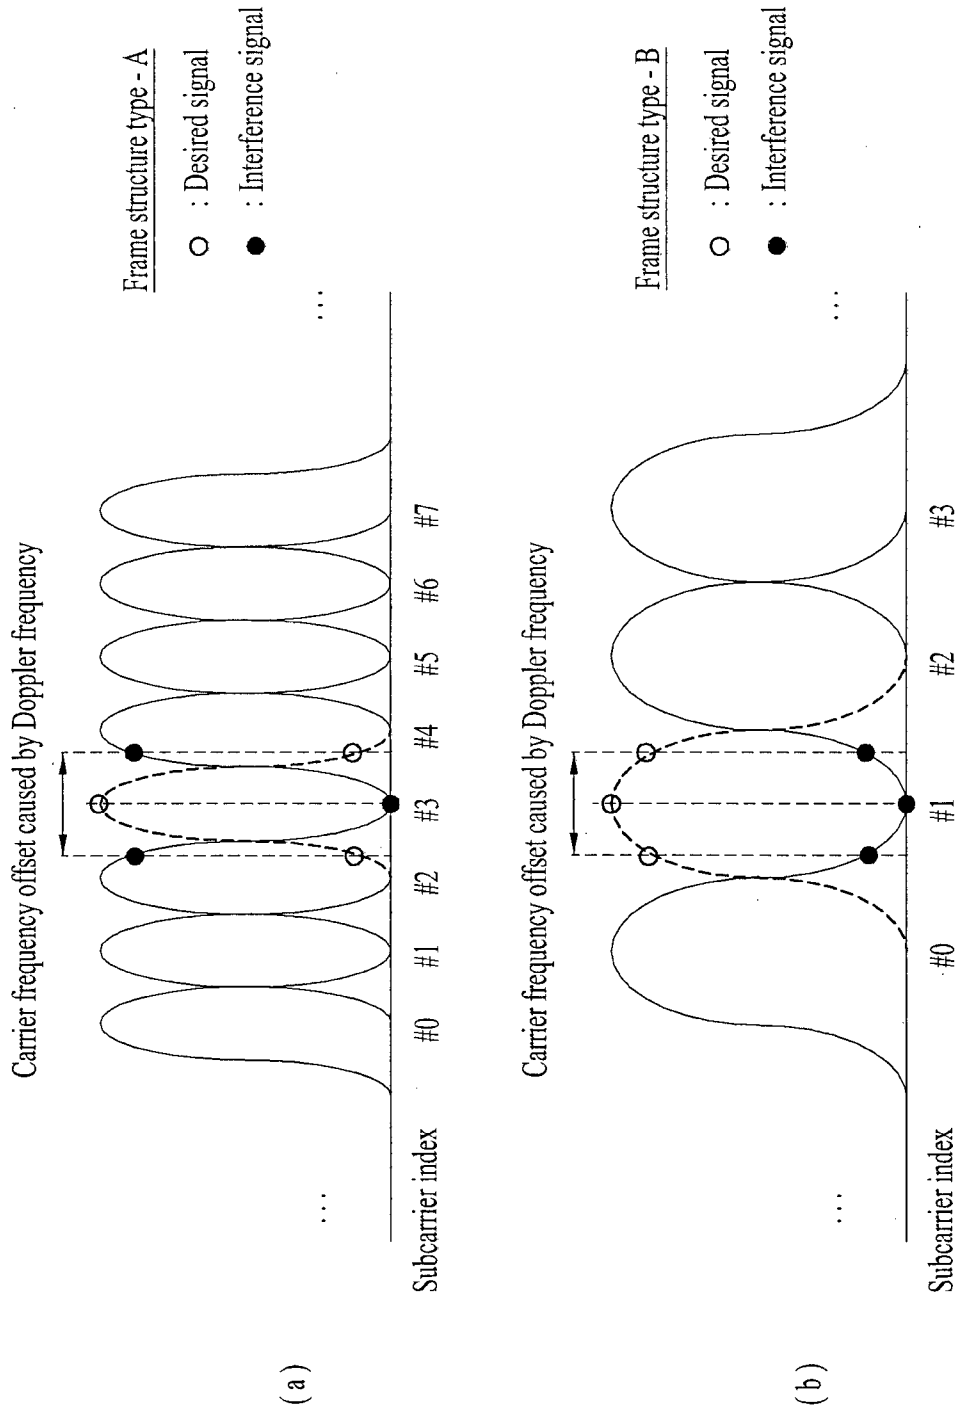 Carrier frequency offset caused by Doppler frequency
Frame structure type - A
○ : Desired signal
● : Interference signal
... ...
Subcarrier index #0 #1 #2 #3 #4 #5 #6 #7
( a )
Carrier frequency offset caused by Doppler frequency
Frame structure type - B
○ : Desired signal
● : Interference signal
... ...
Subcarrier index #0 #1 #2 #3
( b )